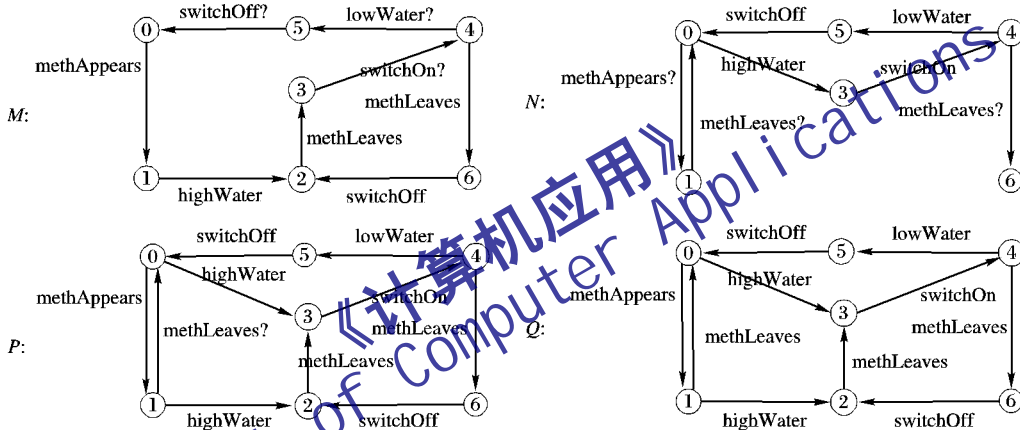 M:
switchOff?
lowWater?
0
5
4
methAppears
switchOn?
3
methLeaves
methLeaves
1
highWater
2
switchOff
6
N:
switchOff
lowWater
0
5
4
methAppears?
highWater
switchOn
3
methLeaves?
methLeaves?
1
6
P:
switchOff
lowWater
0
5
4
methAppears
highWater
switchOn
3
methLeaves?
methLeaves
methLeaves
1
highWater
2
switchOff
6
Q:
switchOff
lowWater
0
5
4
methAppears
highWater
switchOn
3
methLeaves
methLeaves
methLeaves
1
highWater
2
switchOff
6
《计算机应用》
of Computer Applications